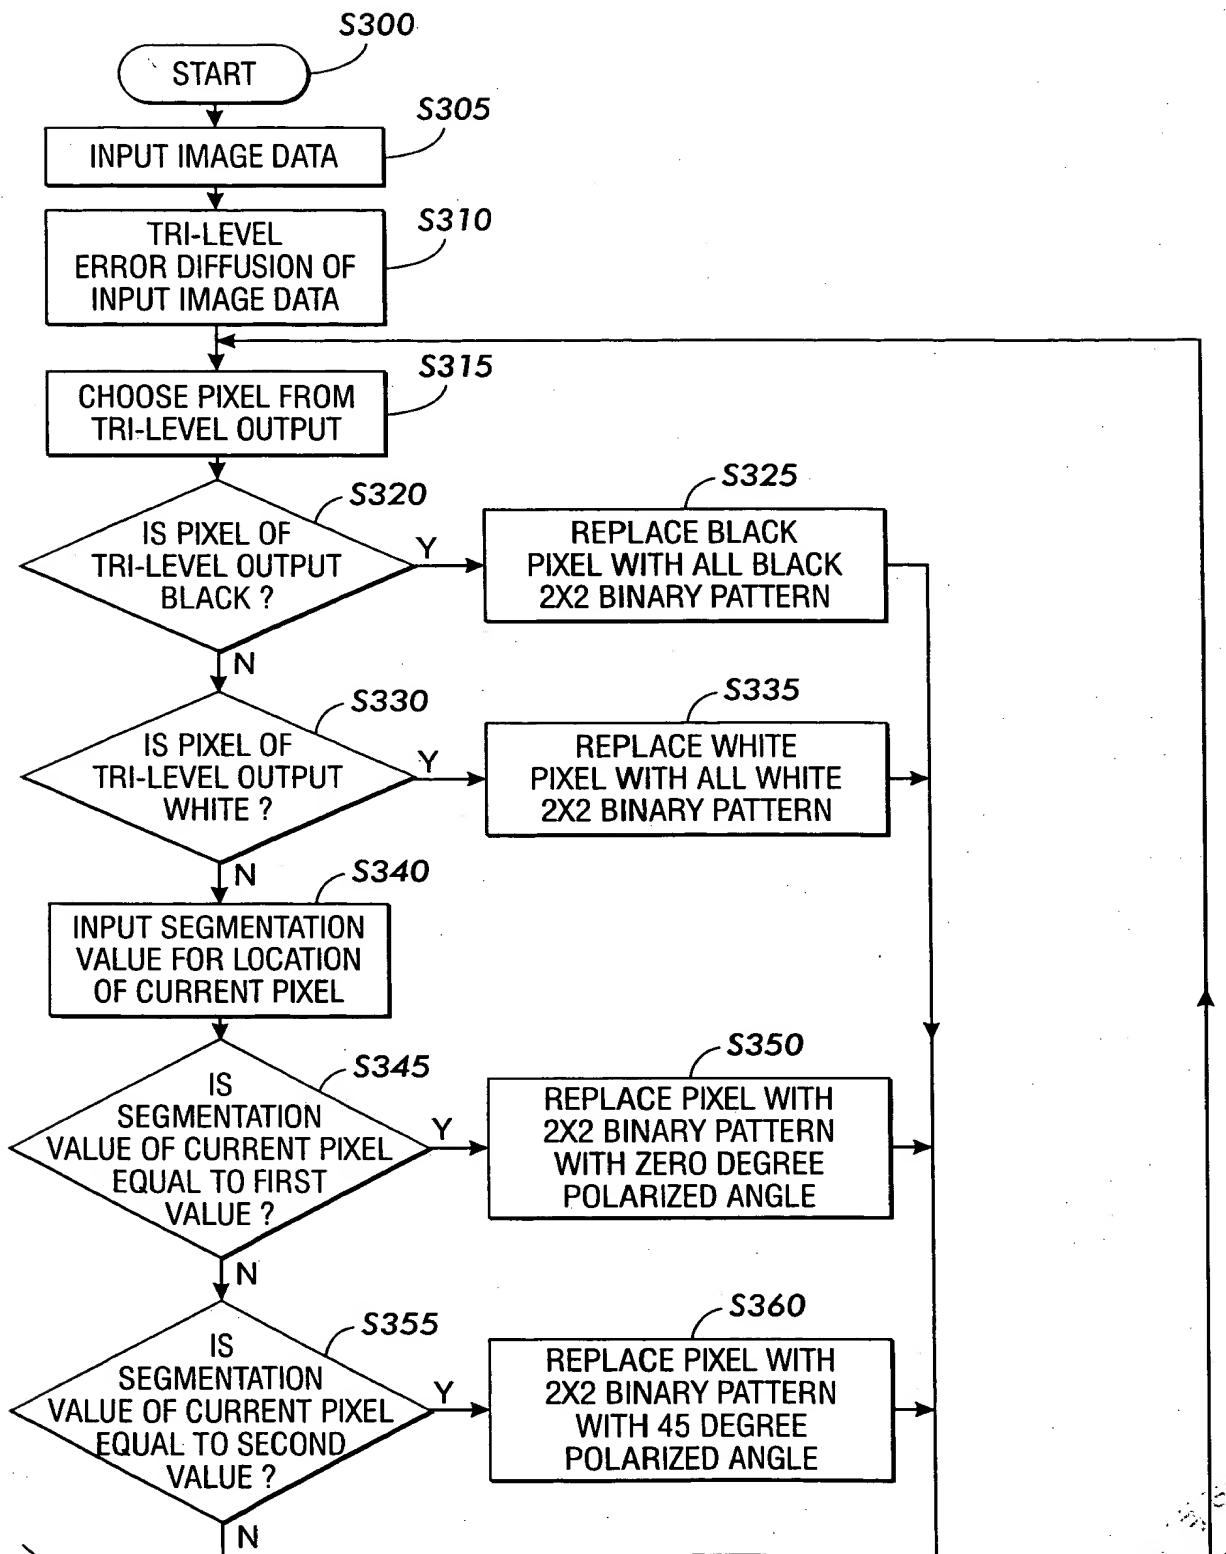 S300
START
S305
INPUT IMAGE DATA
S310
TRI-LEVEL
ERROR DIFFUSION OF
INPUT IMAGE DATA
S315
CHOOSE PIXEL FROM
TRI-LEVEL OUTPUT
S320
IS PIXEL OF
TRI-LEVEL OUTPUT
BLACK ?
Y
N
S325
REPLACE BLACK
PIXEL WITH ALL BLACK
2X2 BINARY PATTERN
S330
IS PIXEL OF
TRI-LEVEL OUTPUT
WHITE ?
Y
N
S335
REPLACE WHITE
PIXEL WITH ALL WHITE
2X2 BINARY PATTERN
S340
INPUT SEGMENTATION
VALUE FOR LOCATION
OF CURRENT PIXEL
S345
IS
SEGMENTATION
VALUE OF CURRENT PIXEL
EQUAL TO FIRST
VALUE ?
Y
N
S350
REPLACE PIXEL WITH
2X2 BINARY PATTERN
WITH ZERO DEGREE
POLARIZED ANGLE
S355
IS
SEGMENTATION
VALUE OF CURRENT PIXEL
EQUAL TO SECOND
VALUE ?
Y
N
S360
REPLACE PIXEL WITH
2X2 BINARY PATTERN
WITH 45 DEGREE
POLARIZED ANGLE